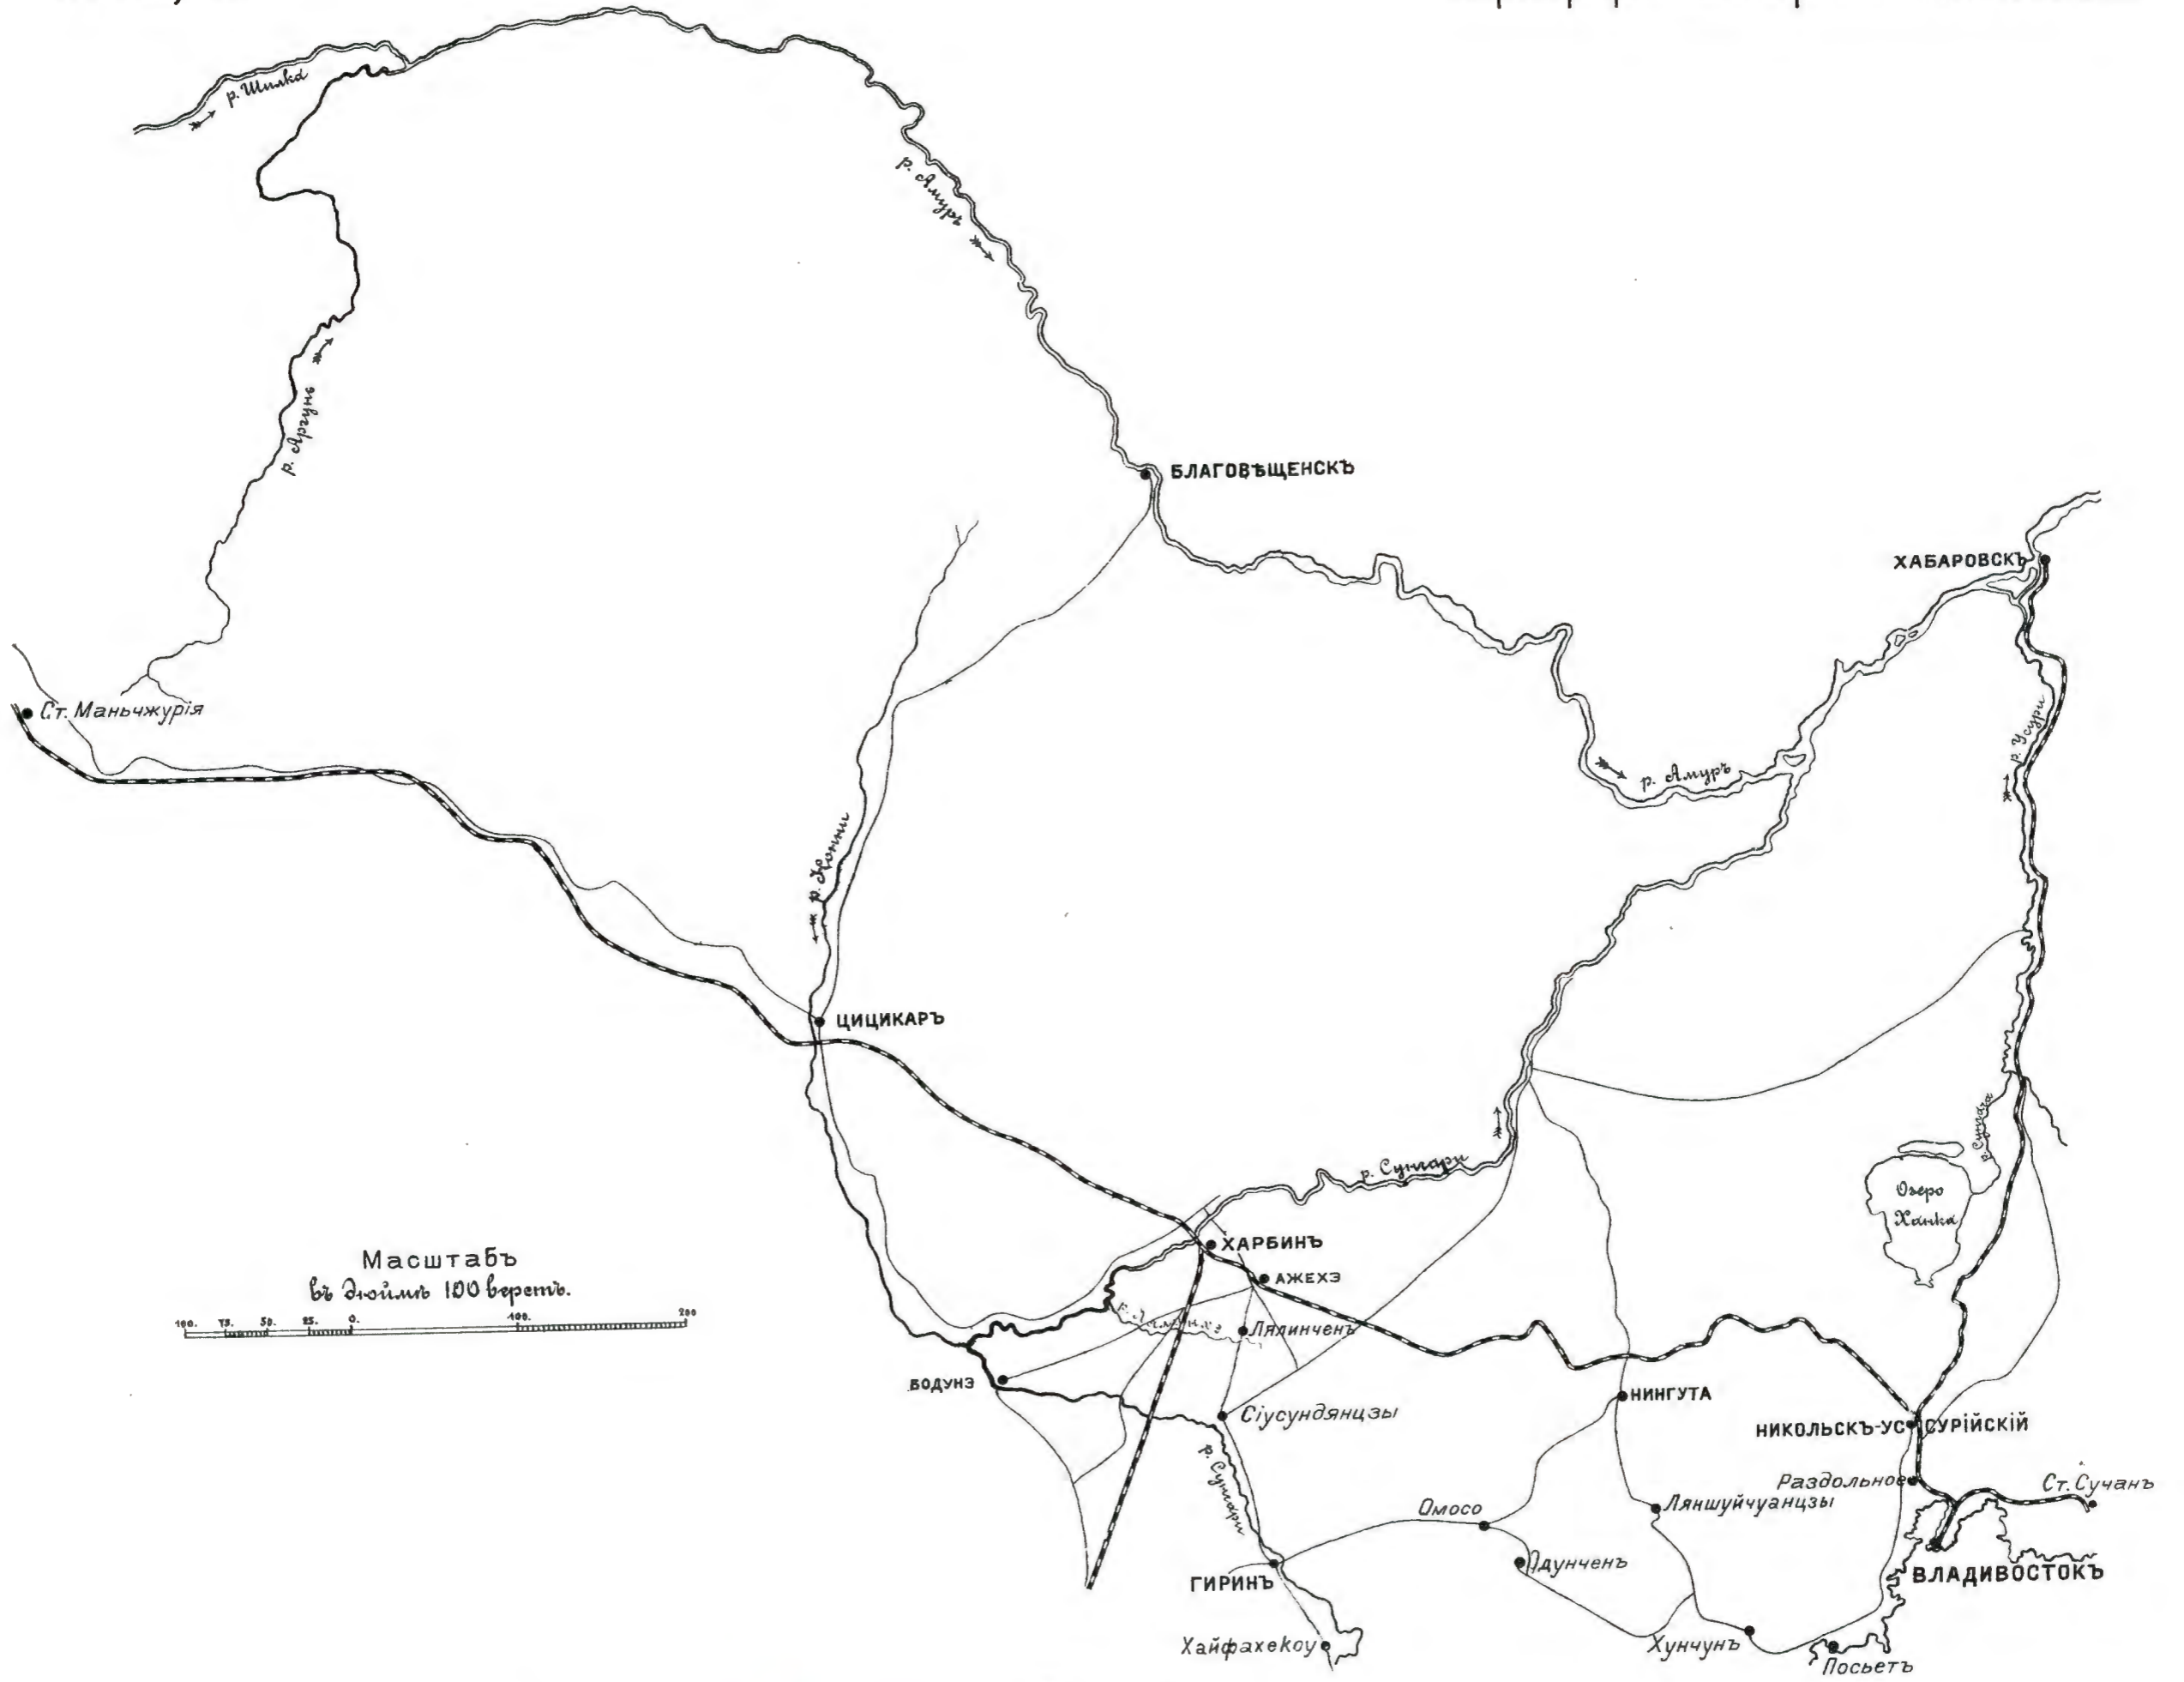 р. Шилка
р. Амуръ
р. Аргунь
БЛАГОВѢЩЕНСКЪ
ХАБАРОВСКЪ
Ст. Маньчжурія
р. Усури
р. Амуръ
р. Нонни
ЦИЦИКАРЪ
р. Сунгача
р. Сунгари
Озеро
Ханка
ХАРБИНЪ
Масштабъ
въ дюймѣ 100 верстъ.
АЖЕХЭ
100. 75. 50. 25. 0. 100. 200
Лялинченъ
БОДУНЭ
НИНГУТА
Сіусундянцзы
НИКОЛЬСКЪ-УССУРІЙСКІЙ
р. Сунгари
Раздольное
Ст. Сучанъ
Ляншуйчуанцзы
Омосо
Одунченъ
ГИРИНЪ
ВЛАДИВОСТОКЪ
Хайфахекоу
Хунчунъ
Посьетъ